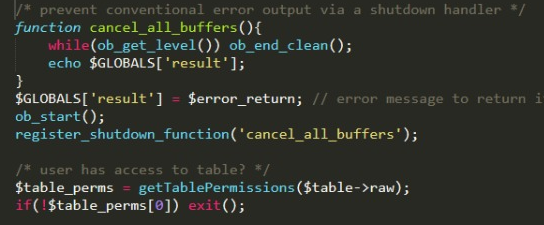 /* prevent conventional error output via a shutdown handler */
function cancel_all_buffers(){
    while(ob_get_level()) ob_end_clean();
    echo $GLOBALS['result'];
}
$GLOBALS['result'] = $error_return; // error message to return i
ob_start();
register_shutdown_function('cancel_all_buffers');

/* user has access to table? */
$table_perms = getTablePermissions($table->raw);
if(!$table_perms[0]) exit();